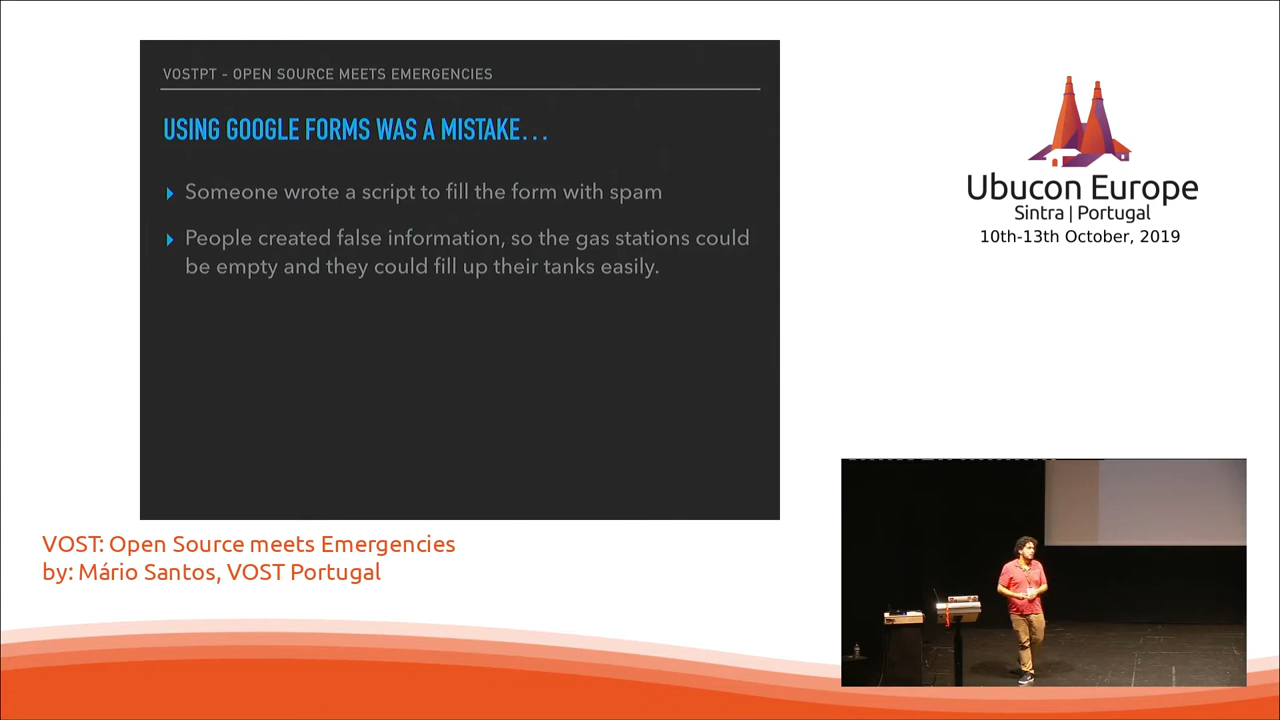 VOSTPT - OPEN SOURCE MEETS EMERGENCIES
USING GOOGLE FORMS WAS A MISTAKE...
Someone wrote a script to fill the form with spam
People created false information, so the gas stations could
be empty and they could fill up their tanks easily.
Ubucon Europe
Sintra | Portugal
10th-13th October, 2019
VOST: Open Source meets Emergencies
by: Mário Santos, VOST Portugal